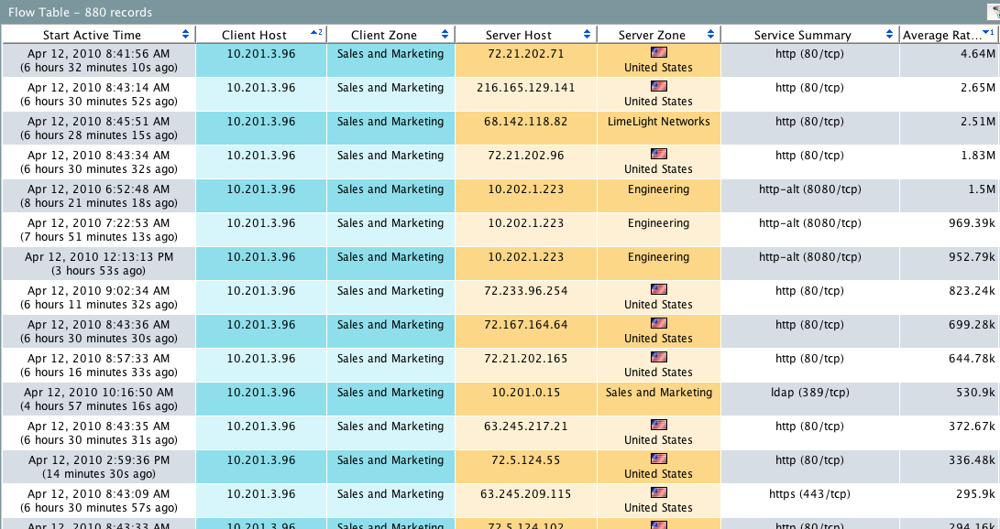 Flow Table - 880 records
Start Active Time Client Host 2 Client Zone Server Host Server Zone Service Summary Average Rat... 1
Apr 12, 2010 8:41:56 AM 10.201.3.96 Sales and Marketing 72.21.202.71 http (80/tcp) 4.64M
(6 hours 32 minutes 10s ago) United States
Apr 12, 2010 8:43:14 AM 10.201.3.96 Sales and Marketing 216.165.129.141 http (80/tcp) 2.65M
(6 hours 30 minutes 52s ago) United States
Apr 12, 2010 8:45:51 AM 10.201.3.96 Sales and Marketing 68.142.118.82 LimeLight Networks http (80/tcp) 2.51M
(6 hours 28 minutes 15s ago)
Apr 12, 2010 8:43:34 AM 10.201.3.96 Sales and Marketing 72.21.202.96 http (80/tcp) 1.83M
(6 hours 30 minutes 32s ago) United States
Apr 12, 2010 6:52:48 AM 10.201.3.96 Sales and Marketing 10.202.1.223 Engineering http-alt (8080/tcp) 1.5M
(8 hours 21 minutes 18s ago)
Apr 12, 2010 7:22:53 AM 10.201.3.96 Sales and Marketing 10.202.1.223 Engineering http-alt (8080/tcp) 969.39k
(7 hours 51 minutes 13s ago)
Apr 12, 2010 12:13:13 PM 10.201.3.96 Sales and Marketing 10.202.1.223 Engineering http-alt (8080/tcp) 952.79k
(3 hours 53s ago)
Apr 12, 2010 9:02:34 AM 10.201.3.96 Sales and Marketing 72.233.96.254 http (80/tcp) 823.24k
(6 hours 11 minutes 32s ago) United States
Apr 12, 2010 8:43:36 AM 10.201.3.96 Sales and Marketing 72.167.164.64 http (80/tcp) 699.28k
(6 hours 30 minutes 30s ago) United States
Apr 12, 2010 8:57:33 AM 10.201.3.96 Sales and Marketing 72.21.202.165 http (80/tcp) 644.78k
(6 hours 16 minutes 33s ago) United States
Apr 12, 2010 10:16:50 AM 10.201.3.96 Sales and Marketing 10.201.0.15 Sales and Marketing ldap (389/tcp) 530.9k
(4 hours 57 minutes 16s ago)
Apr 12, 2010 8:43:35 AM 10.201.3.96 Sales and Marketing 63.245.217.21 http (80/tcp) 372.67k
(6 hours 30 minutes 31s ago) United States
Apr 12, 2010 2:59:36 PM 10.201.3.96 Sales and Marketing 72.5.124.55 http (80/tcp) 336.48k
(14 minutes 30s ago) United States
Apr 12, 2010 8:43:09 AM 10.201.3.96 Sales and Marketing 63.245.209.115 https (443/tcp) 295.9k
(6 hours 30 minutes 57s ago) United States
Apr 12, 2010 8:43:33 AM 10.201.3.96 Sales and Marketing 72.5.124.102 http (80/tcp) 294.16k